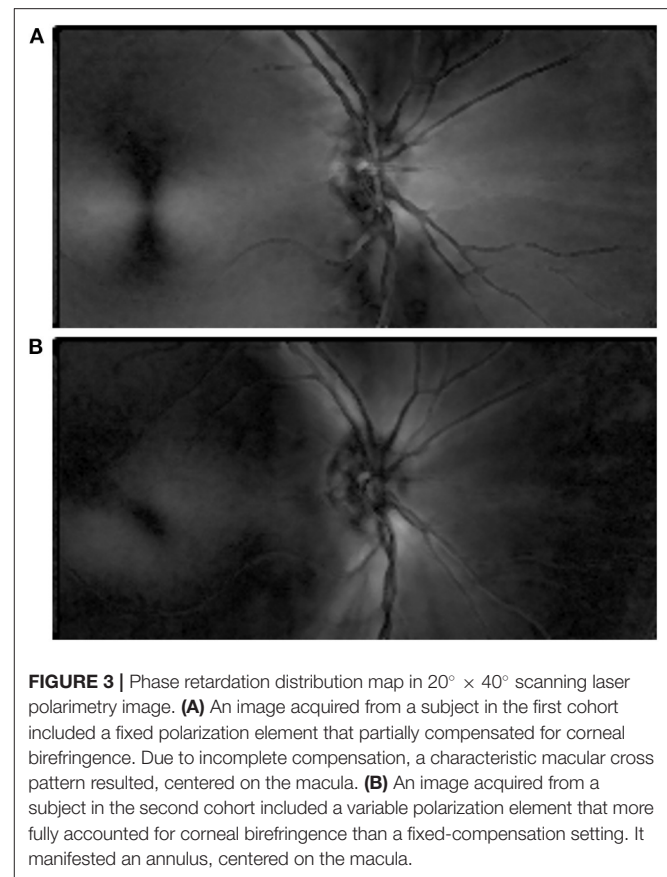 A
B
FIGURE 3 | Phase retardation distribution map in 20° × 40° scanning laser
polarimetry image. (A) An image acquired from a subject in the first cohort
included a fixed polarization element that partially compensated for corneal
birefringence. Due to incomplete compensation, a characteristic macular cross
pattern resulted, centered on the macula. (B) An image acquired from a
subject in the second cohort included a variable polarization element that more
fully accounted for corneal birefringence than a fixed-compensation setting. It
manifested an annulus, centered on the macula.